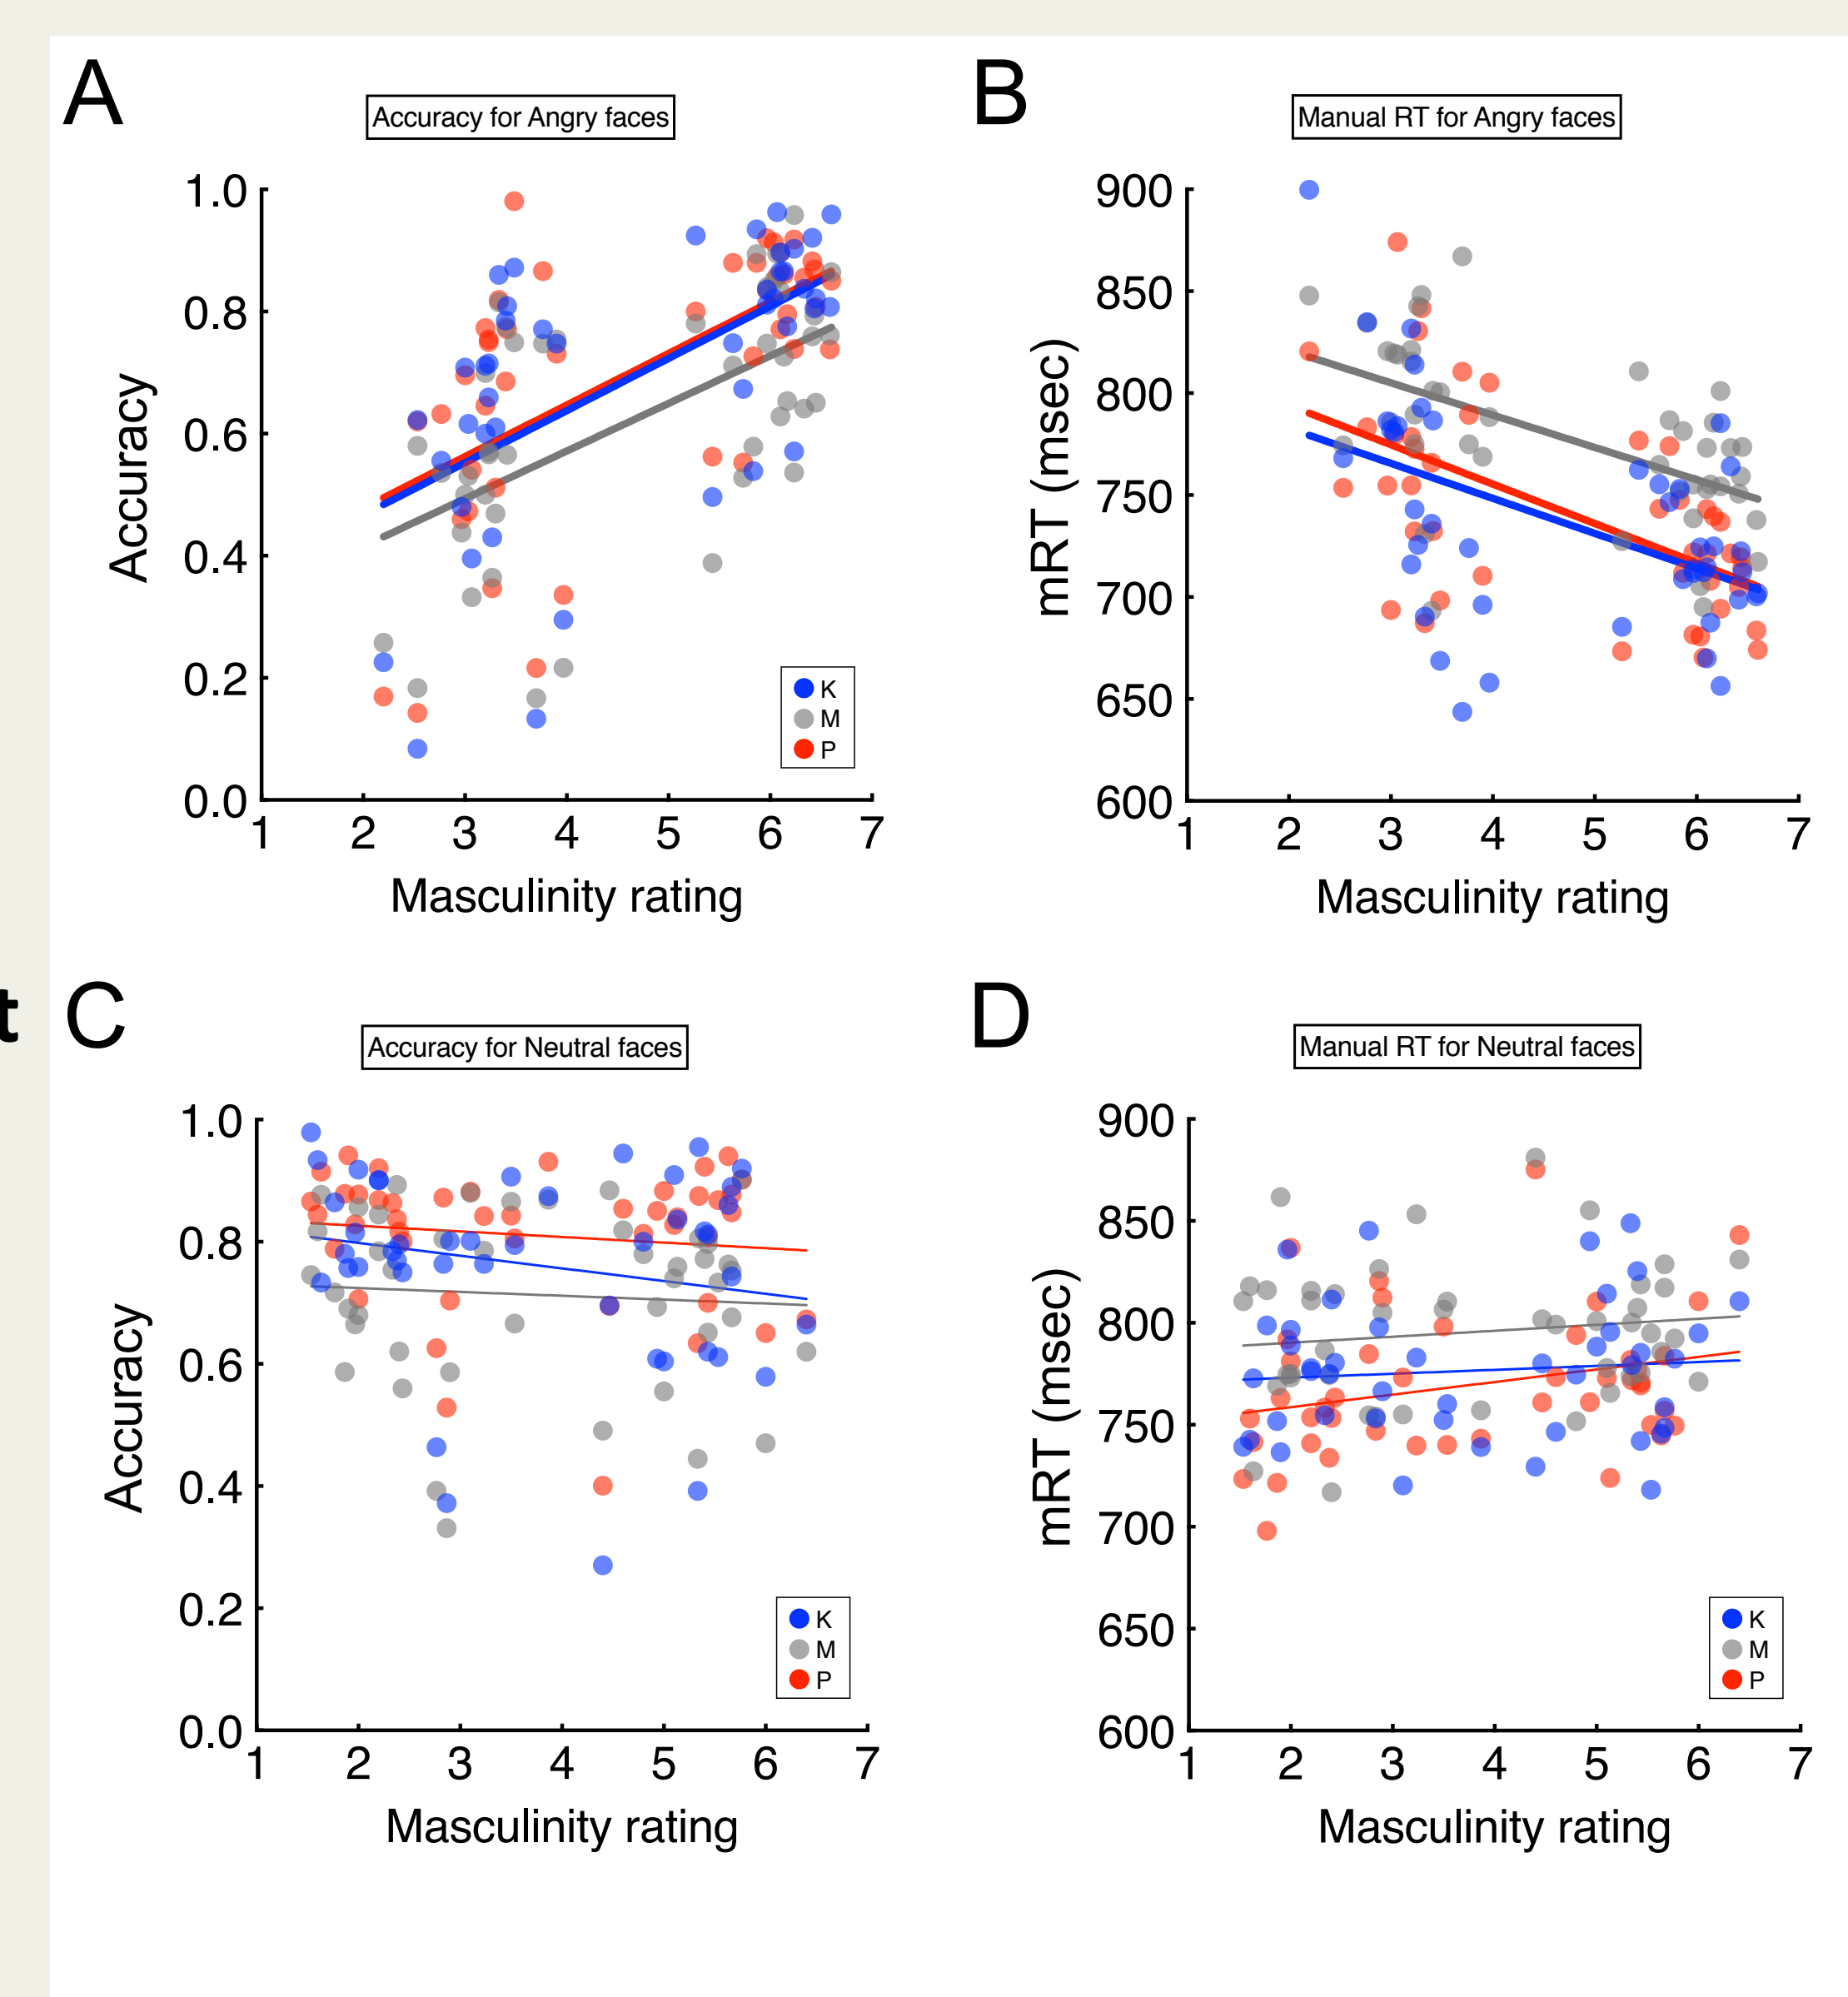 A
Accuracy for Angry faces
1.0
0.8
0.6
0.4
0.2
0.0
Accuracy
1 2 3 4 5 6 7
Masculinity rating
K
M
P
B
Manual RT for Angry faces
900
850
800
750
700
650
600
mRT (msec)
1 2 3 4 5 6 7
Masculinity rating
t
C
Accuracy for Neutral faces
1.0
0.8
0.6
0.4
0.2
0.0
Accuracy
1 2 3 4 5 6 7
Masculinity rating
K
M
P
D
Manual RT for Neutral faces
900
850
800
750
700
650
600
mRT (msec)
1 2 3 4 5 6 7
Masculinity rating
K
M
P